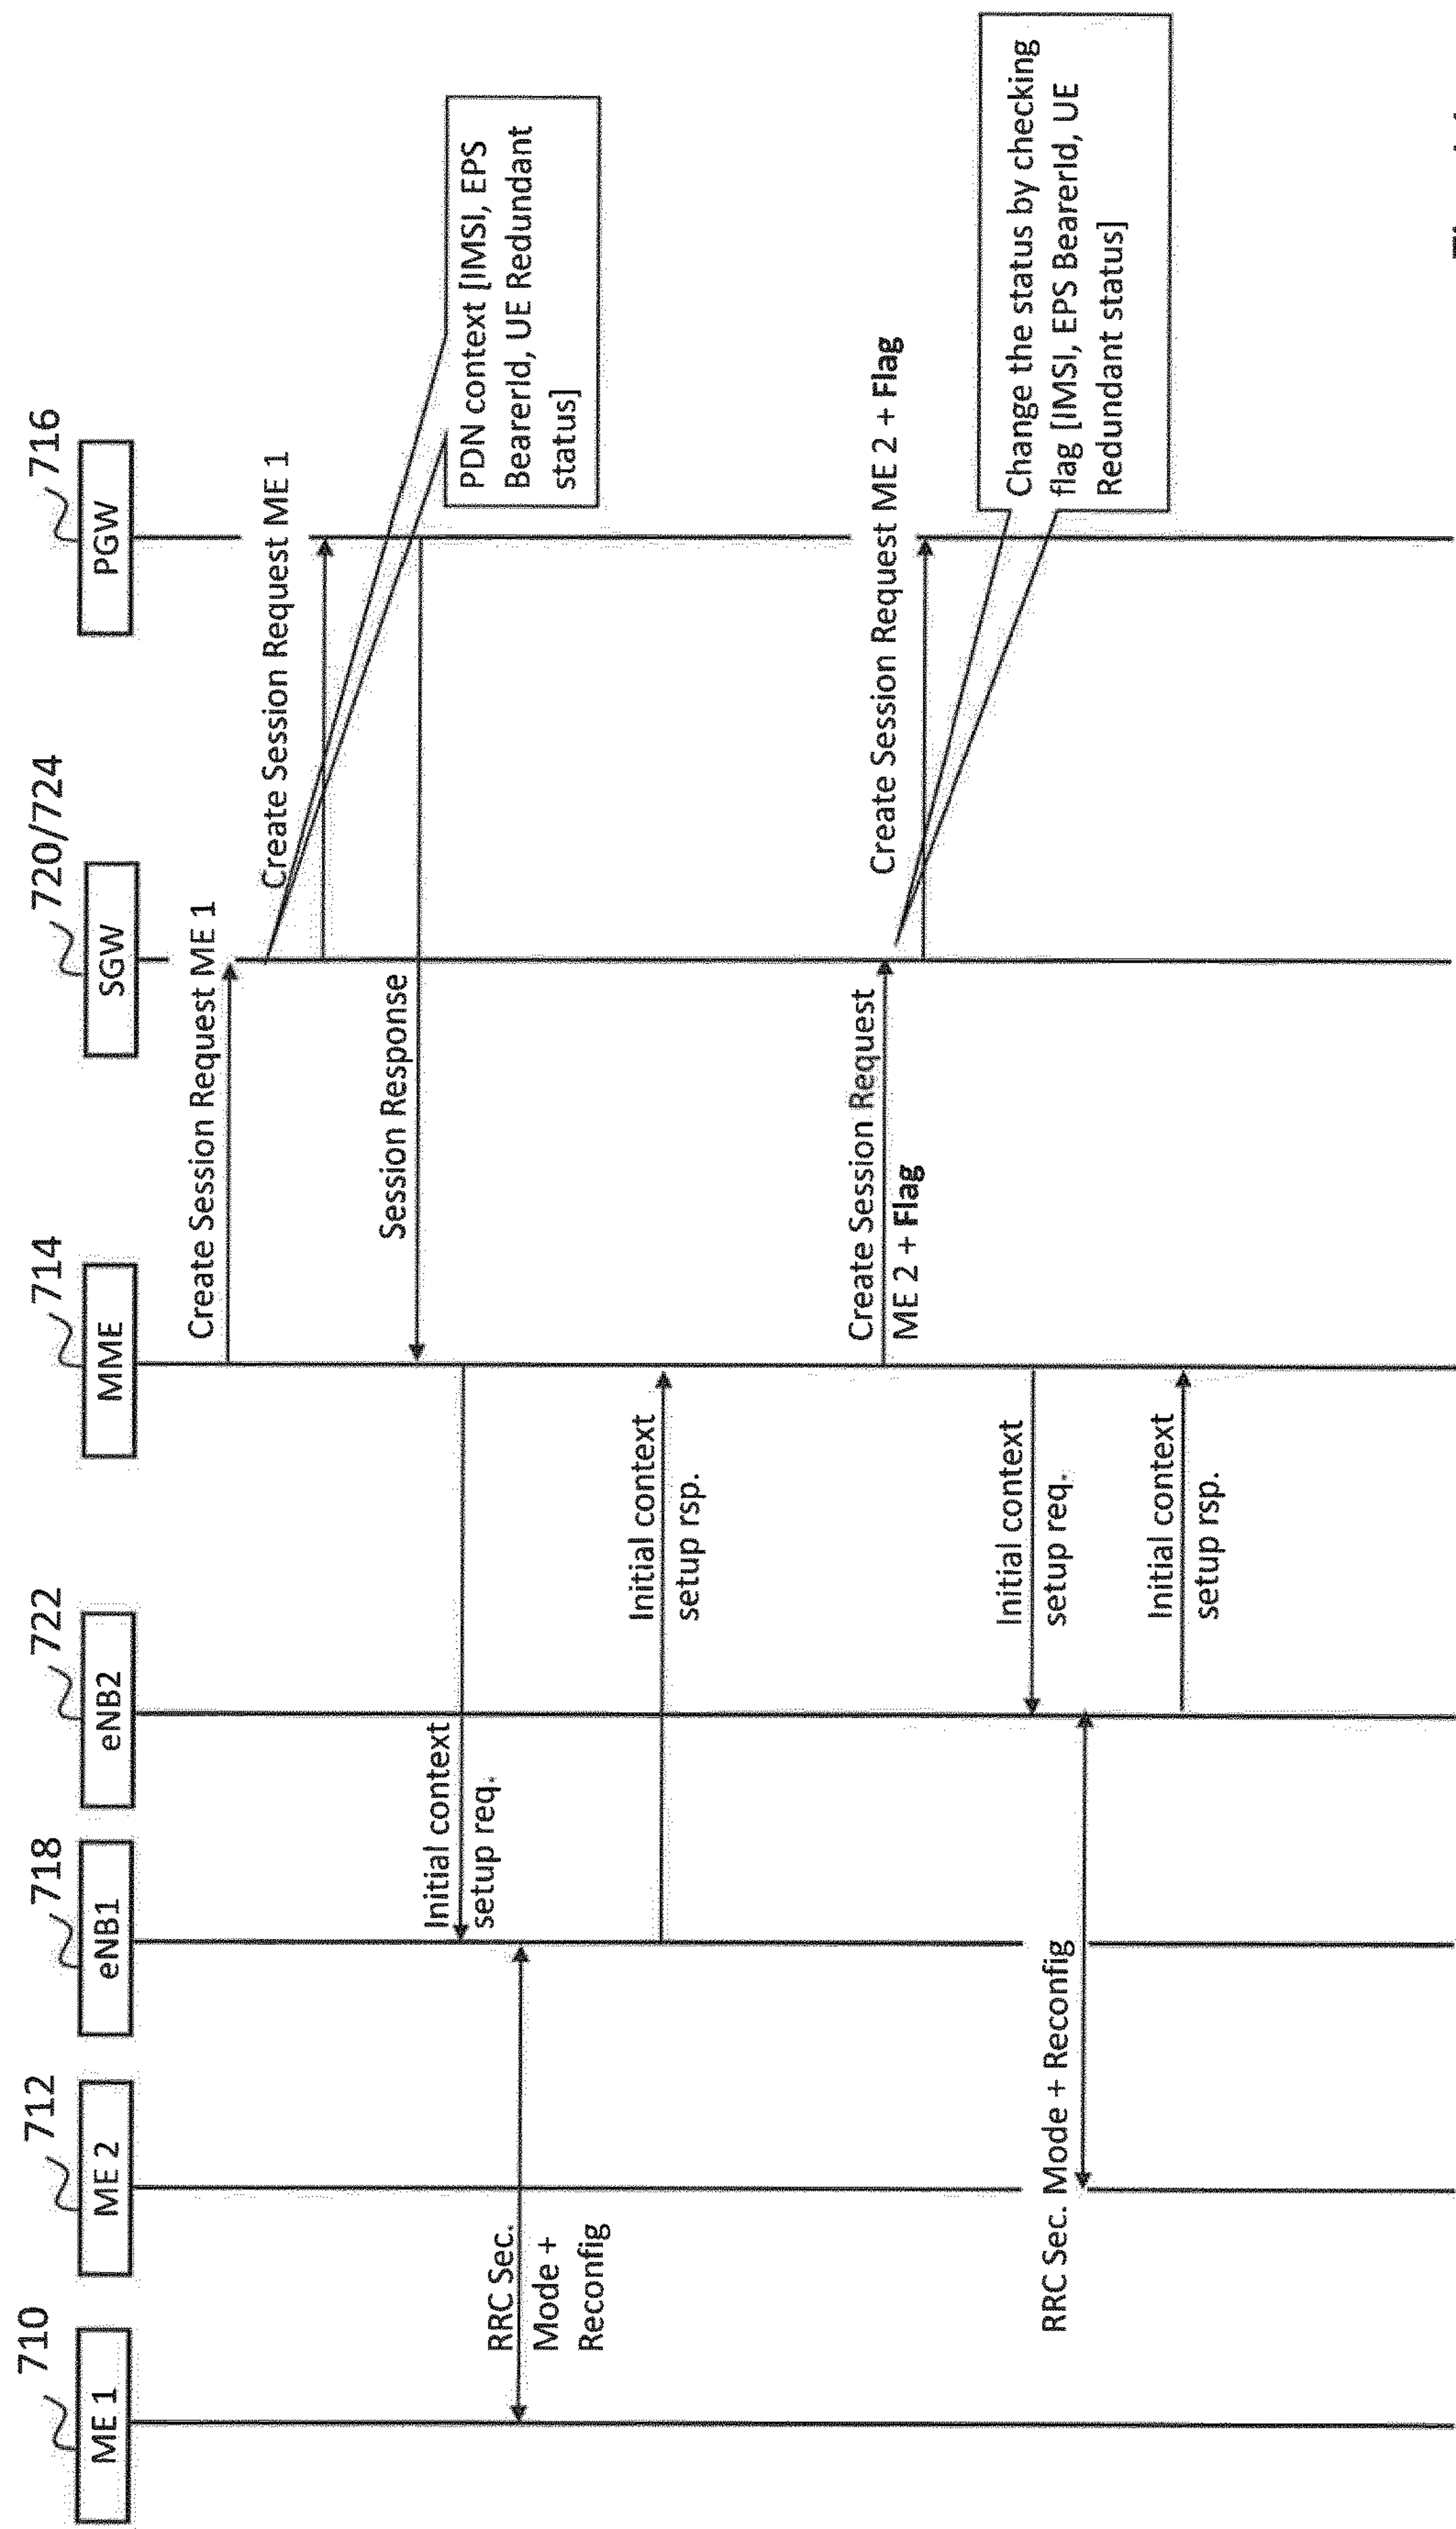 710
712
718
722
714
720/724
716
ME 1
ME 2
eNB1
eNB2
MME
SGW
PGW
Create Session Request ME 1
Create Session Request ME 1
PDN context [IMSI, EPS
BearerId, UE Redundant
status]
Session Response
Initial context
setup req.
RRC Sec.
Mode +
Reconfig
Initial context
setup rsp.
Create Session Request
ME 2 + Flag
Create Session Request ME 2 + Flag
Change the status by checking
flag [IMSI, EPS BearerId, UE
Redundant status]
Initial context
setup req.
RRC Sec. Mode + Reconfig
Initial context
setup rsp.